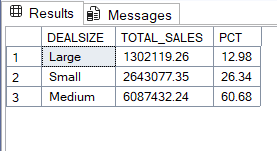 Results Messages
DEALSIZE TOTAL_SALES PCT
1 Large 1302119.26 12.98
2 Small 2643077.35 26.34
3 Medium 6087432.24 60.68